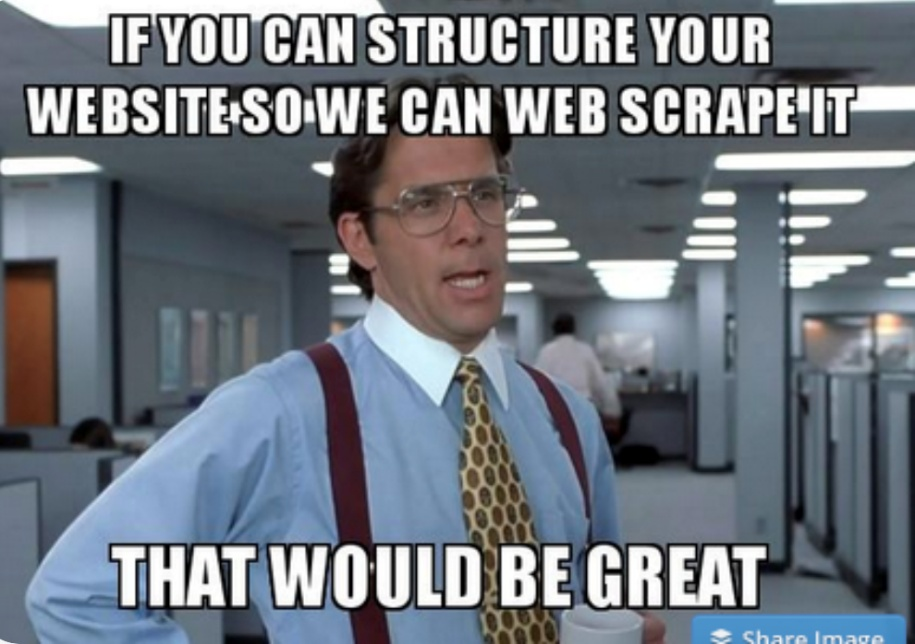 IF YOU CAN STRUCTURE YOUR
WEBSITE SO WE CAN WEB SCRAPE IT
THAT WOULD BE GREAT
Share Image